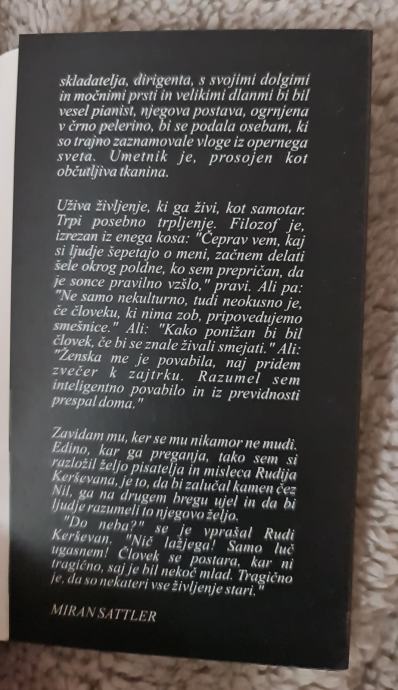 skladatelja, dirigenta, s svojimi dolgimi
in močnimi prsti in velikimi dlanmi bi bil
vesel pianist, njegova postava, ogrnjena
v črno pelerino, bi se podala osebam, ki
so trajno zaznamovale vloge iz opernega
sveta. Umetnik je, prosojen kot
občutljiva tkanina.
Uživa življenje, ki ga živi, kot samotar.
Trpi posebno trpljenje. Filozof je,
izrezan iz enega kosa: "Čeprav vem, kaj
si ljudje šepetajo o meni, začnem delati
šele okrog poldne, ko sem prepričan, da
je sonce pravilno vzšlo," pravi. Ali pa:
"Ne samo nekulturno, tudi neokusno je,
če človeku, ki nima zob, pripovedujemo
smešnice." Ali: "Kako ponižan bi bil
človek, če bi se znale živali smejati." Ali:
"Ženska me je povabila, naj pridem
zvečer k zajtrku. Razumel sem
inteligentno povabilo in iz previdnosti
prespal doma."
Zavidam mu, ker se mu nikamor ne mudi.
Edino, kar ga preganja, tako sem si
razložil željo pisatelja in misleca Rudija
Kerševana, je to, da bi zalučal kamen čez
Nil, ga na drugem bregu ujel in da bi
ljudje razumeli to njegovo željo.
"Do neba?" se je vprašal Rudi
Kerševan. "Nič lažjega! Samo luč
ugasnem! Človek se postara, kar ni
tragično, saj je bil nekoč mlad. Tragično
je, da so nekateri vse življenje stari."
MIRAN SATTLER